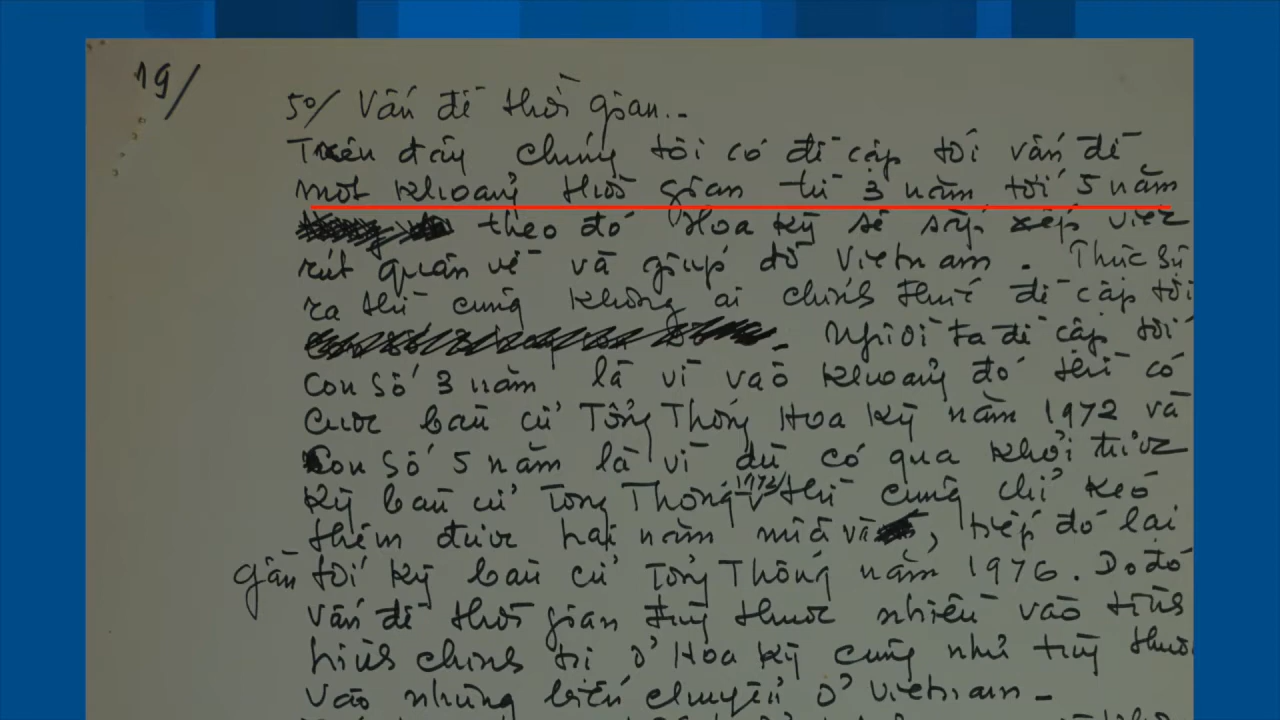 19/
5°/ Vấn đề thời gian..-
Trên đây chúng tôi có đề cập tới vấn đề
một khoảng thời gian từ 3 năm tới 5 năm
theo đó Hoa Kỳ sẽ sắp xếp việc
rút quân về và giúp đỡ Vietnam. Thực sự
ra thì cũng không ai chính thức đề cập tới
. Người ta đề cập tới
con số 3 năm là vì vào khoảng đó thì có
cuộc bầu cử Tổng Thống Hoa Kỳ năm 1972 và
con số 5 năm là vì dù có qua khỏi được
kỳ bầu cử Tổng Thống 1972/ thì cũng chỉ kéo
thêm được hai năm nữa vì, tiếp đó lại
gần tới kỳ bầu cử Tổng Thống năm 1976. Do đó
vấn đề thời gian tùy thuộc nhiều vào tình
hình chính trị ở Hoa Kỳ cũng như tùy thuộc
vào những biến chuyển ở Vietnam-